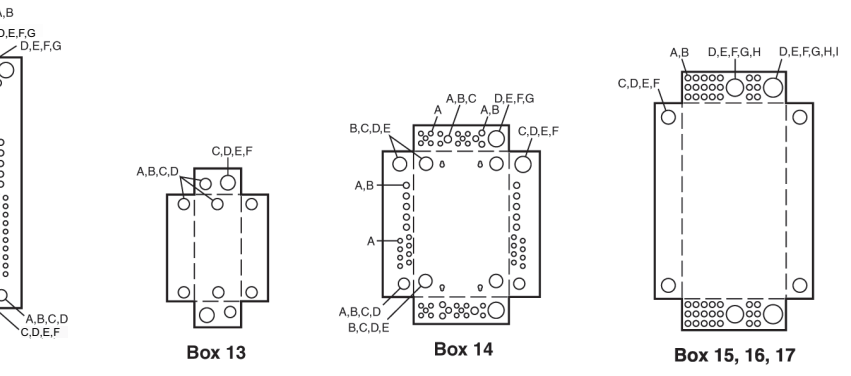 A,B
D,E,F,G
D,E,F,G
A,B,C,D
C,D,E,F
C,D,E,F
A,B,C,D
Box 13
A
A,B,C
A,B
D,E,F,G
B,C,D,E
C,D,E,F
A,B
A
A,B,C,D
B,C,D,E
Box 14
A,B
D,E,F,G,H
D,E,F,G,H,I
C,D,E,F
Box 15, 16, 17